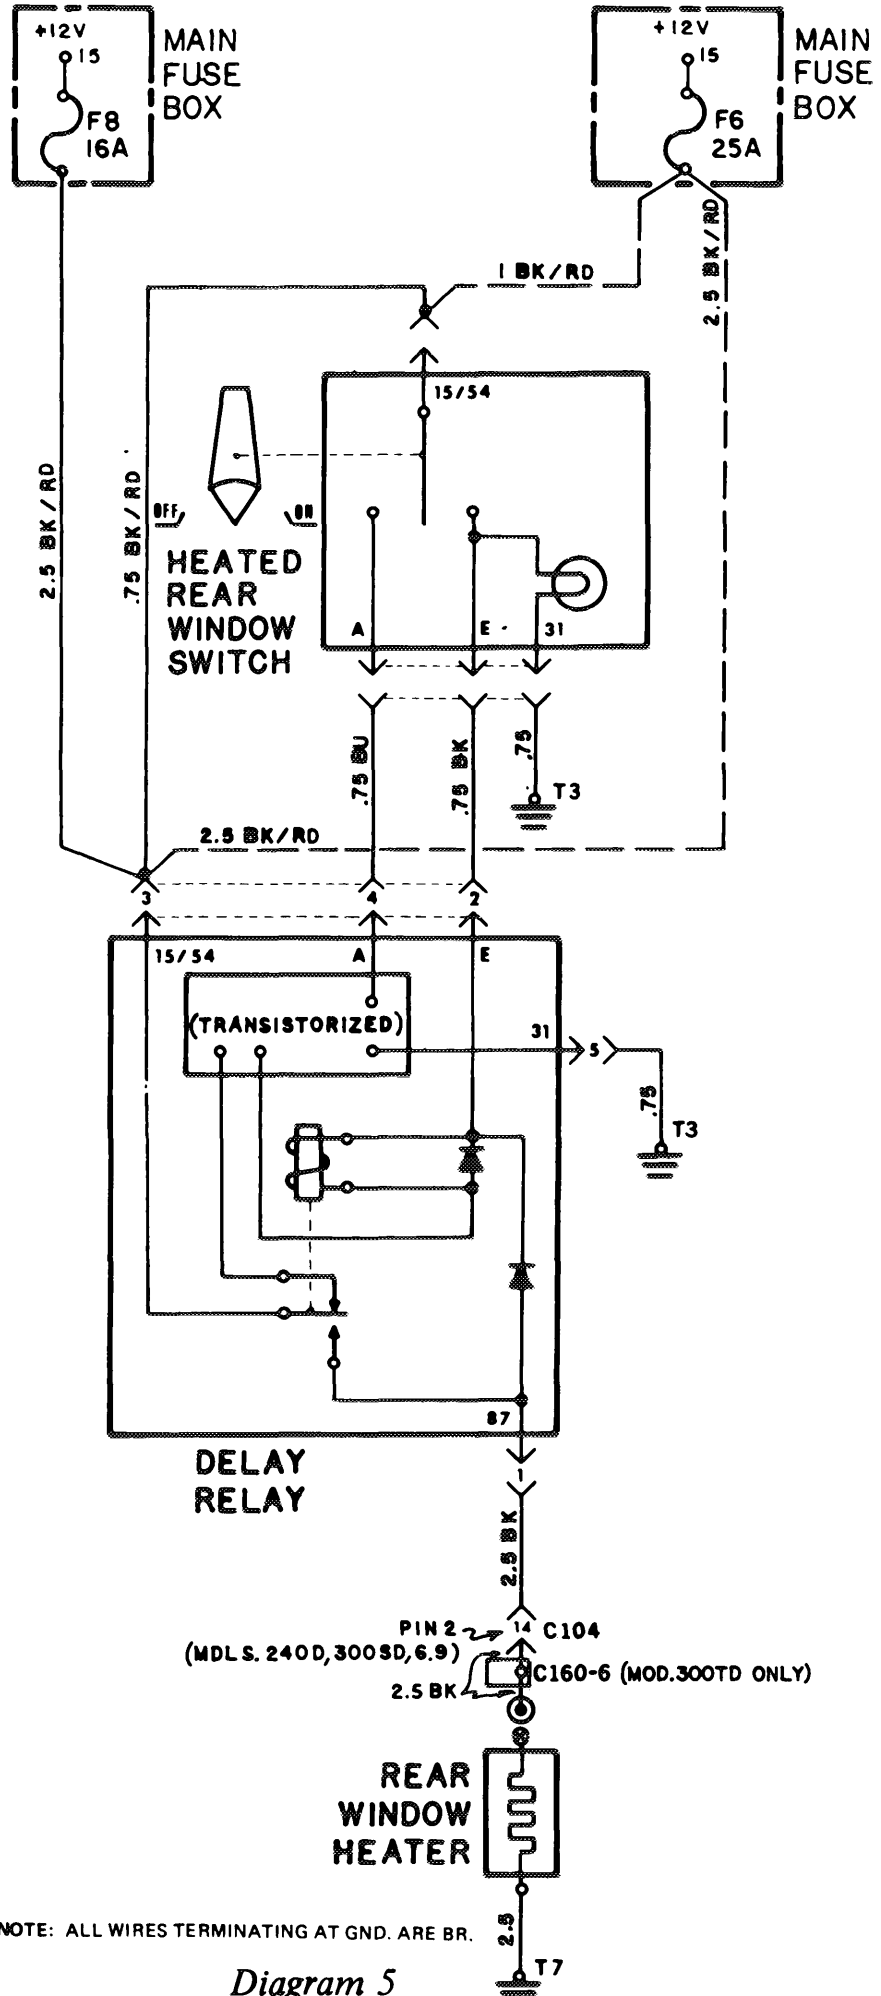 +12V
15
F8
16A
MAIN
FUSE
BOX
+12V
15
F6
25A
MAIN
FUSE
BOX
1 BK/RD
2.5 BK/RD
15/54
2.5 BK/RD
.75 BK/RD
OFF
ON
HEATED
REAR
WINDOW
SWITCH
A
E
31
.75 BU
.75 BK
.75
T3
2.5 BK/RD
3
4
2
15/54
A
E
(TRANSISTORIZED)
31
5
.75
T3
87
DELAY
RELAY
1
2.5 BK
PIN 2
14
C104
(MDLS. 240D, 300SD, 6.9)
C160-6 (MOD. 300TD ONLY)
2.5 BK
REAR
WINDOW
HEATER
2.5
NOTE: ALL WIRES TERMINATING AT GND. ARE BR.
T7
Diagram 5